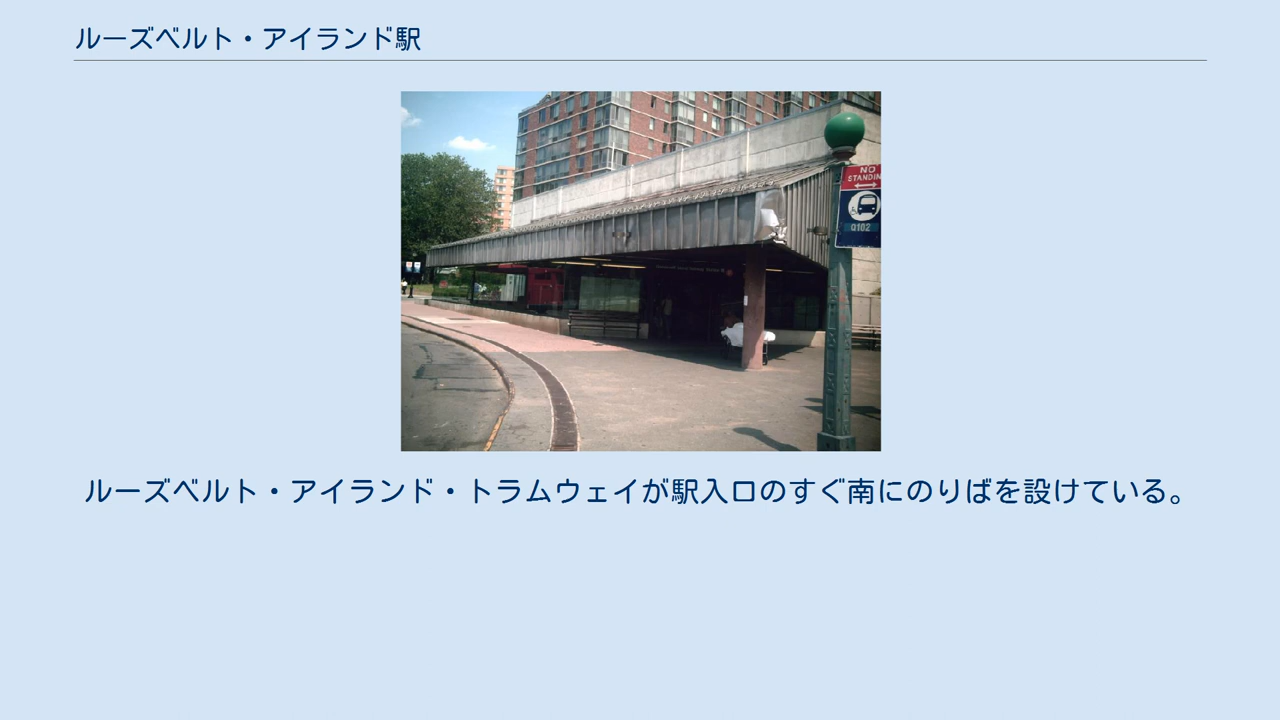 ルーズベルト・アイランド駅
NO
STANDIN
Q102
ルーズベルト・アイランド・トラムウェイが駅入口のすぐ南にのりばを設けている。